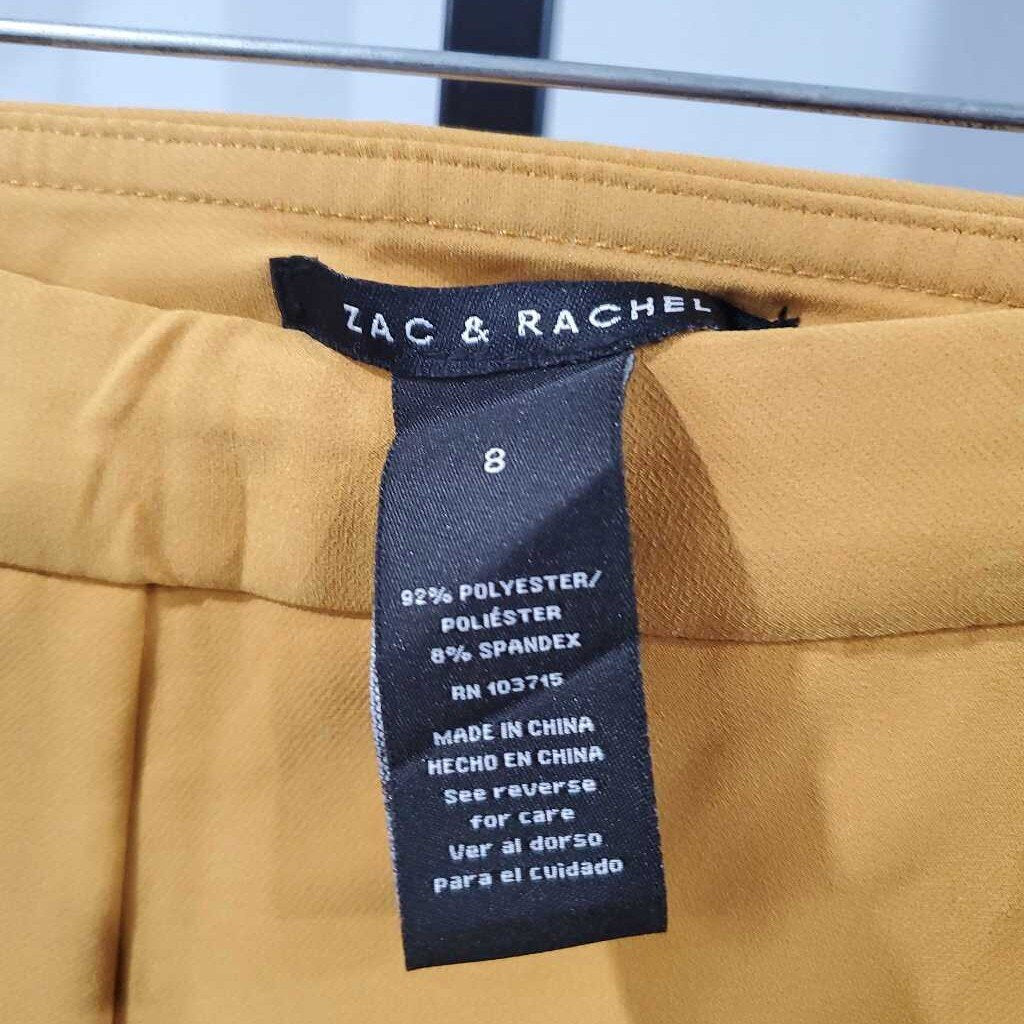 ZAC & RACHEL
8
92% POLYESTER/
POLIÉSTER
8% SPANDEX
RN 103715
MADE IN CHINA
HECHO EN CHINA
See reverse
for care
Ver al dorso
para el cuidado